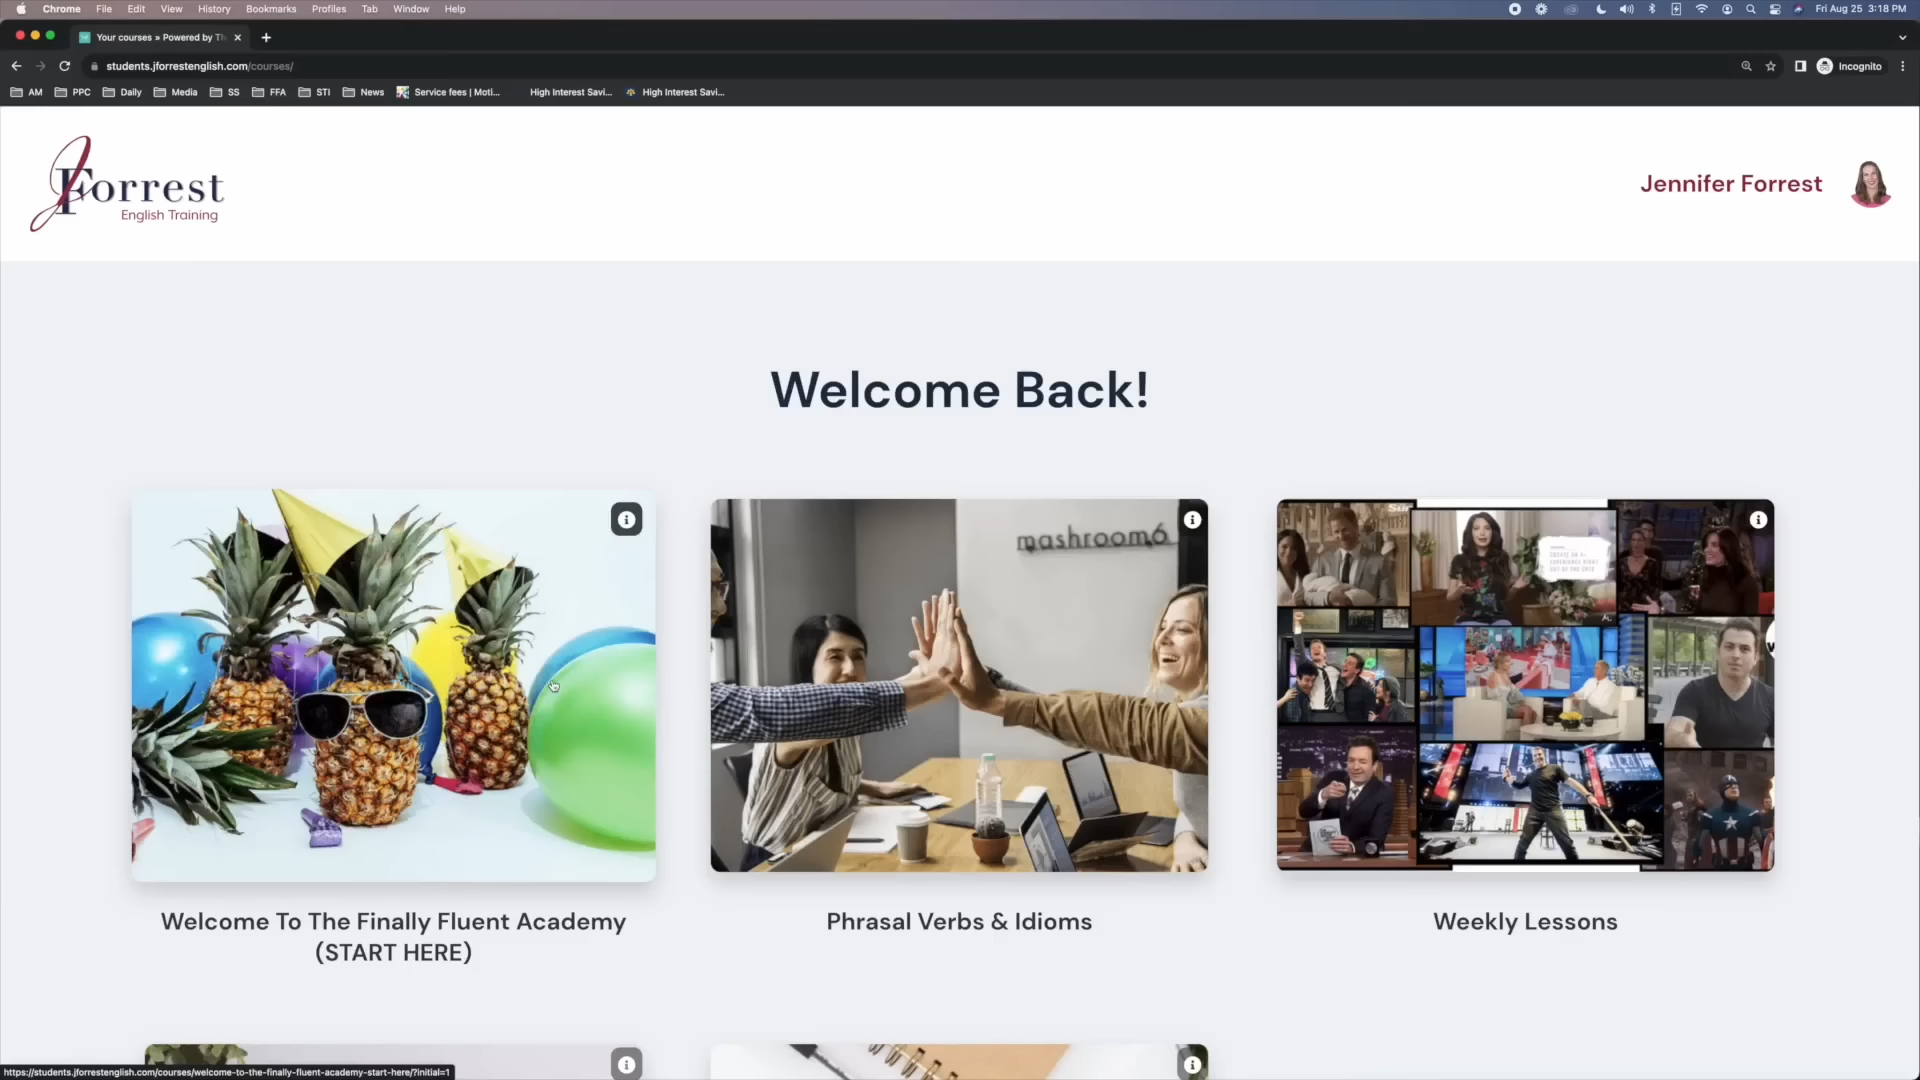 Chrome File Edit View History Bookmarks Profiles Tab Window Help
Fri Aug 25 3:18 PM
Your courses » Powered by Th
students.jforrestenglish.com/courses/
Incognito
AM PPC Daily Media SS FFA STI News Service fees | Moti... High Interest Savi... High Interest Savi...
JForrest
English Training
Jennifer Forrest
Welcome Back!
mashroom6
Welcome To The Finally Fluent Academy
(START HERE)
Phrasal Verbs & Idioms
Weekly Lessons
https://students.jforrestenglish.com/courses/welcome-to-the-finally-fluent-academy-start-here/?initial=1